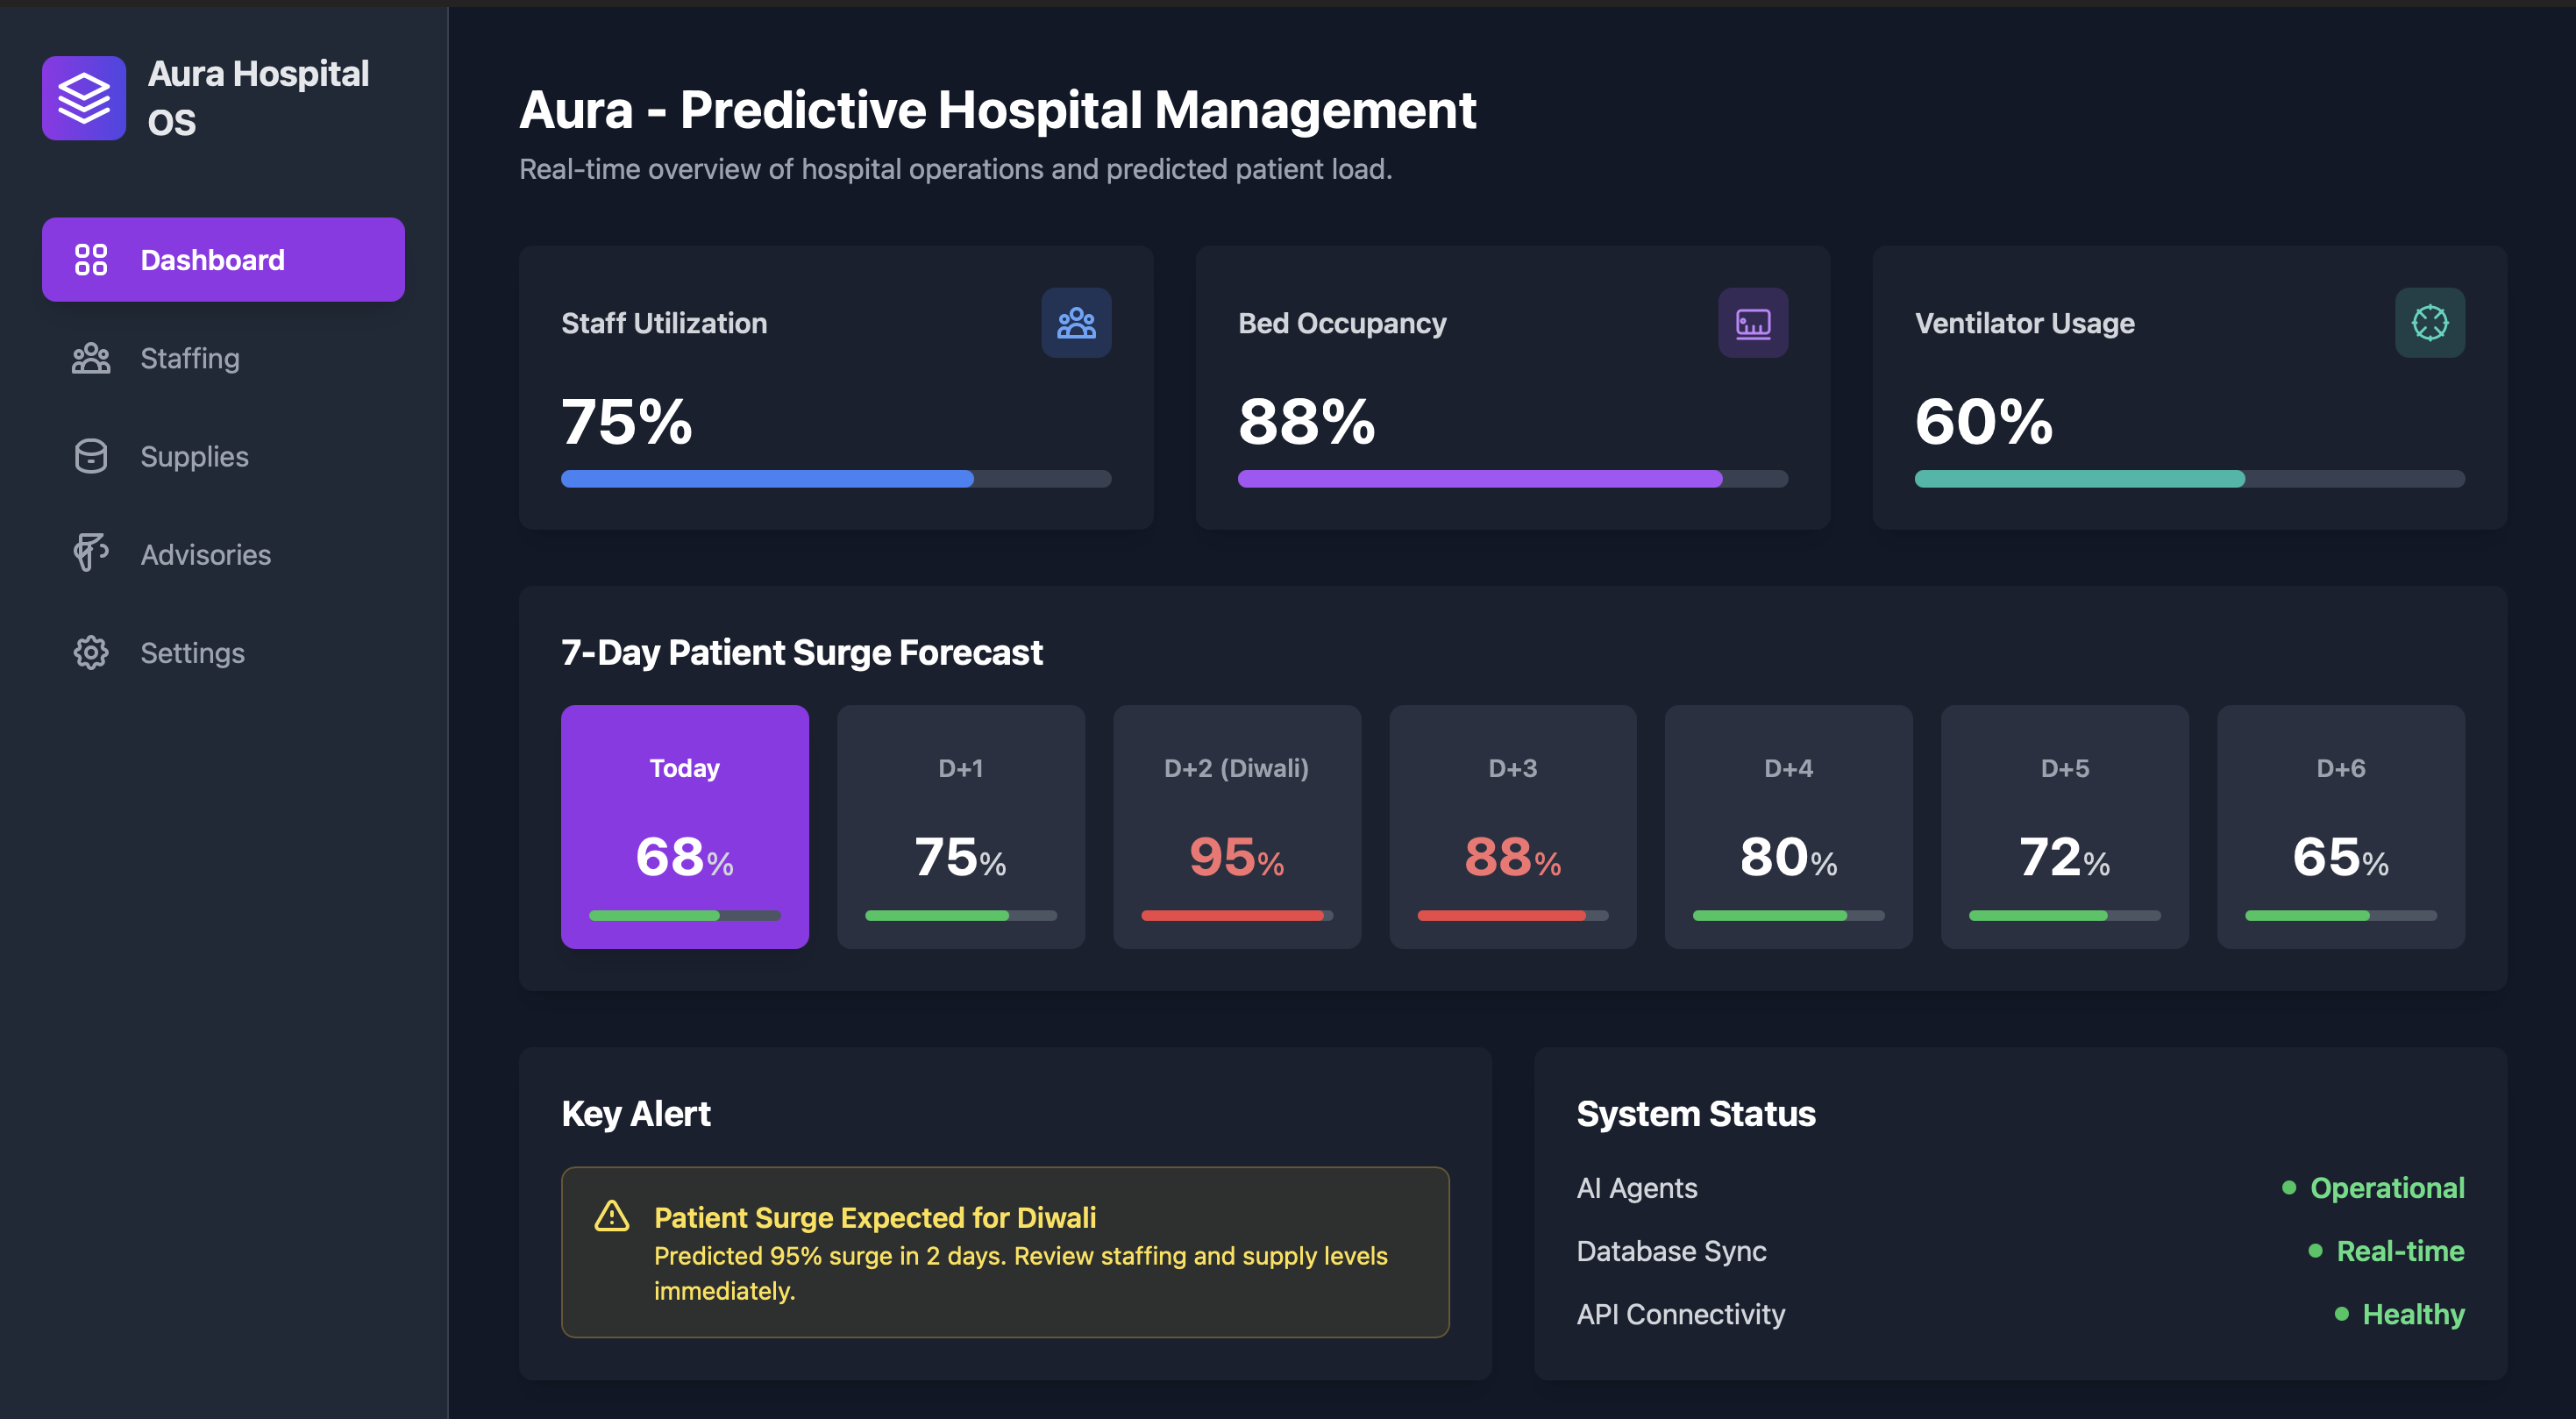 Aura Hospital
OS
Dashboard
Staffing
Supplies
Advisories
Settings
Aura - Predictive Hospital Management
Real-time overview of hospital operations and predicted patient load.
Staff Utilization
75%
Bed Occupancy
88%
Ventilator Usage
60%
7-Day Patient Surge Forecast
Today
68%
D+1
75%
D+2 (Diwali)
95%
D+3
88%
D+4
80%
D+5
72%
D+6
65%
Key Alert
Patient Surge Expected for Diwali
Predicted 95% surge in 2 days. Review staffing and supply levels
immediately.
System Status
AI Agents
Operational
Database Sync
Real-time
API Connectivity
Healthy